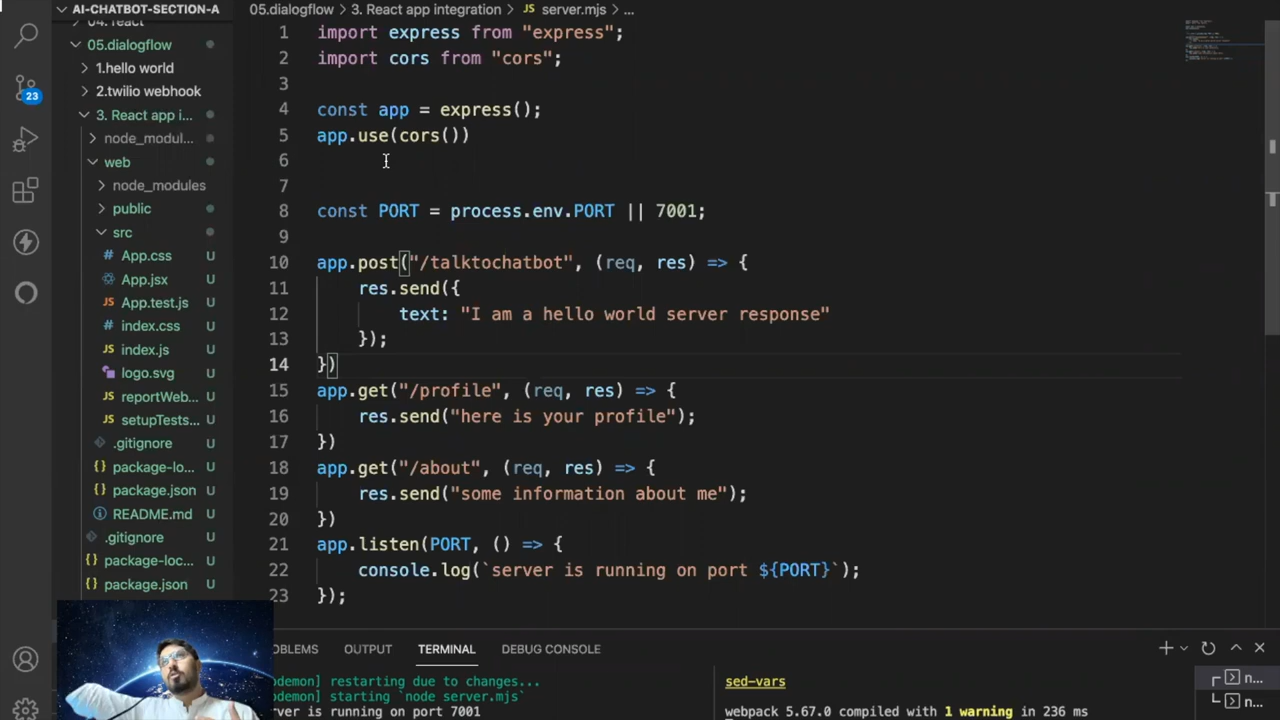 AI-CHATBOT-SECTION-A
04. react
05.dialogflow
1.hello world
2.twilio webhook
3. React app i...
node_modul...
web
node_modules
public
src
App.css U
App.jsx U
App.test.js U
index.css U
index.js U
logo.svg U
reportWeb... U
setupTests... U
.gitignore U
package-lo... U
package.json U
README.md U
.gitignore U
package-loc... U
package.json U
23
05.dialogflow > 3. React app integration > JS server.mjs > ...
1 import express from "express";
2 import cors from "cors";
3
4 const app = express();
5 app.use(cors())
6
7
8 const PORT = process.env.PORT || 7001;
9
10 app.post("/talktochatbot", (req, res) => {
11 res.send({
12 text: "I am a hello world server response"
13 });
14 })
15 app.get("/profile", (req, res) => {
16 res.send("here is your profile");
17 })
18 app.get("/about", (req, res) => {
19 res.send("some information about me");
20 })
21 app.listen(PORT, () => {
22 console.log(`server is running on port ${PORT}`);
23 });
OBLEMS OUTPUT TERMINAL DEBUG CONSOLE
odemon] restarting due to changes...
odemon] starting `node server.mjs`
rver is running on port 7001
sed-vars
webpack 5.67.0 compiled with 1 warning in 236 ms
n...
n...